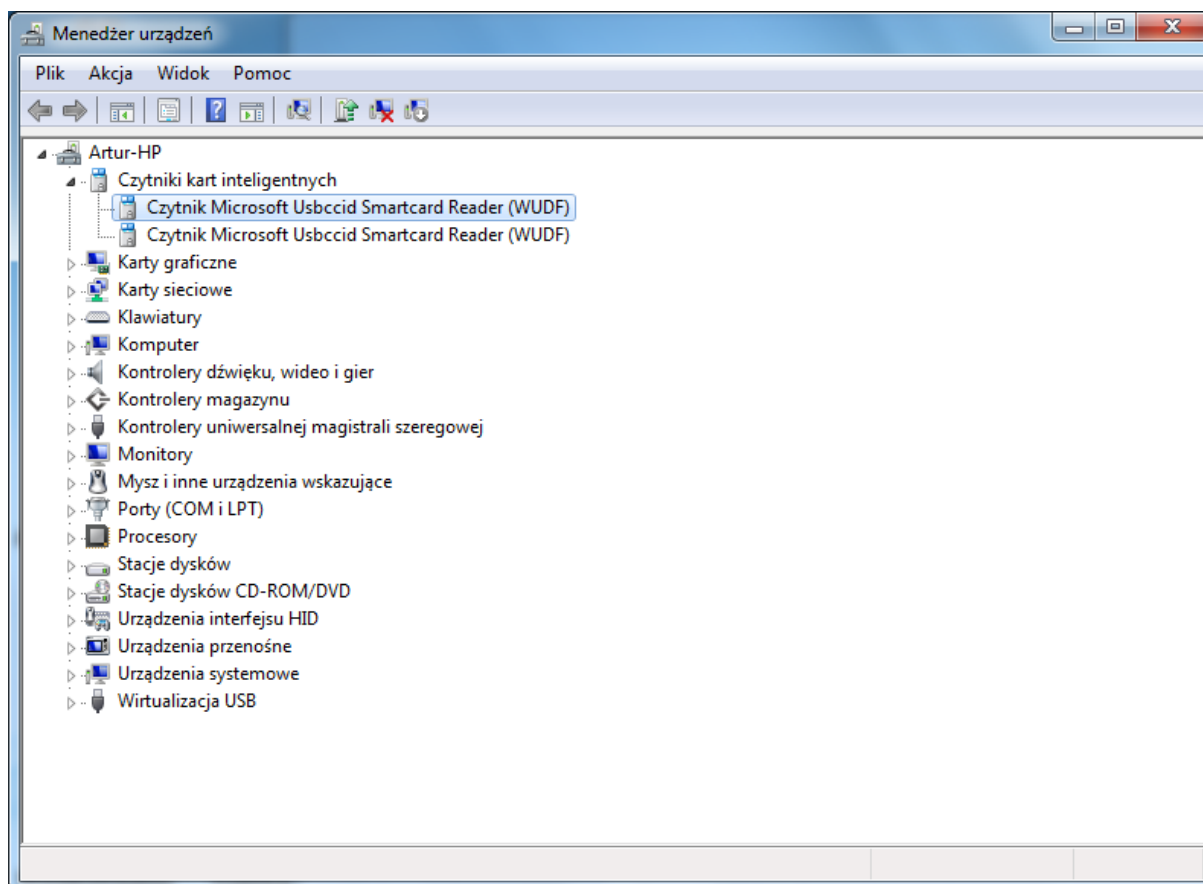 Menedżer urządzeń
Plik Akcja Widok Pomoc
Artur-HP
Czytniki kart inteligentnych
Czytnik Microsoft Usbccid Smartcard Reader (WUDF)
Czytnik Microsoft Usbccid Smartcard Reader (WUDF)
Karty graficzne
Karty sieciowe
Klawiatury
Komputer
Kontrolery dźwięku, wideo i gier
Kontrolery magazynu
Kontrolery uniwersalnej magistrali szeregowej
Monitory
Mysz i inne urządzenia wskazujące
Porty (COM i LPT)
Procesory
Stacje dysków
Stacje dysków CD-ROM/DVD
Urządzenia interfejsu HID
Urządzenia przenośne
Urządzenia systemowe
Wirtualizacja USB